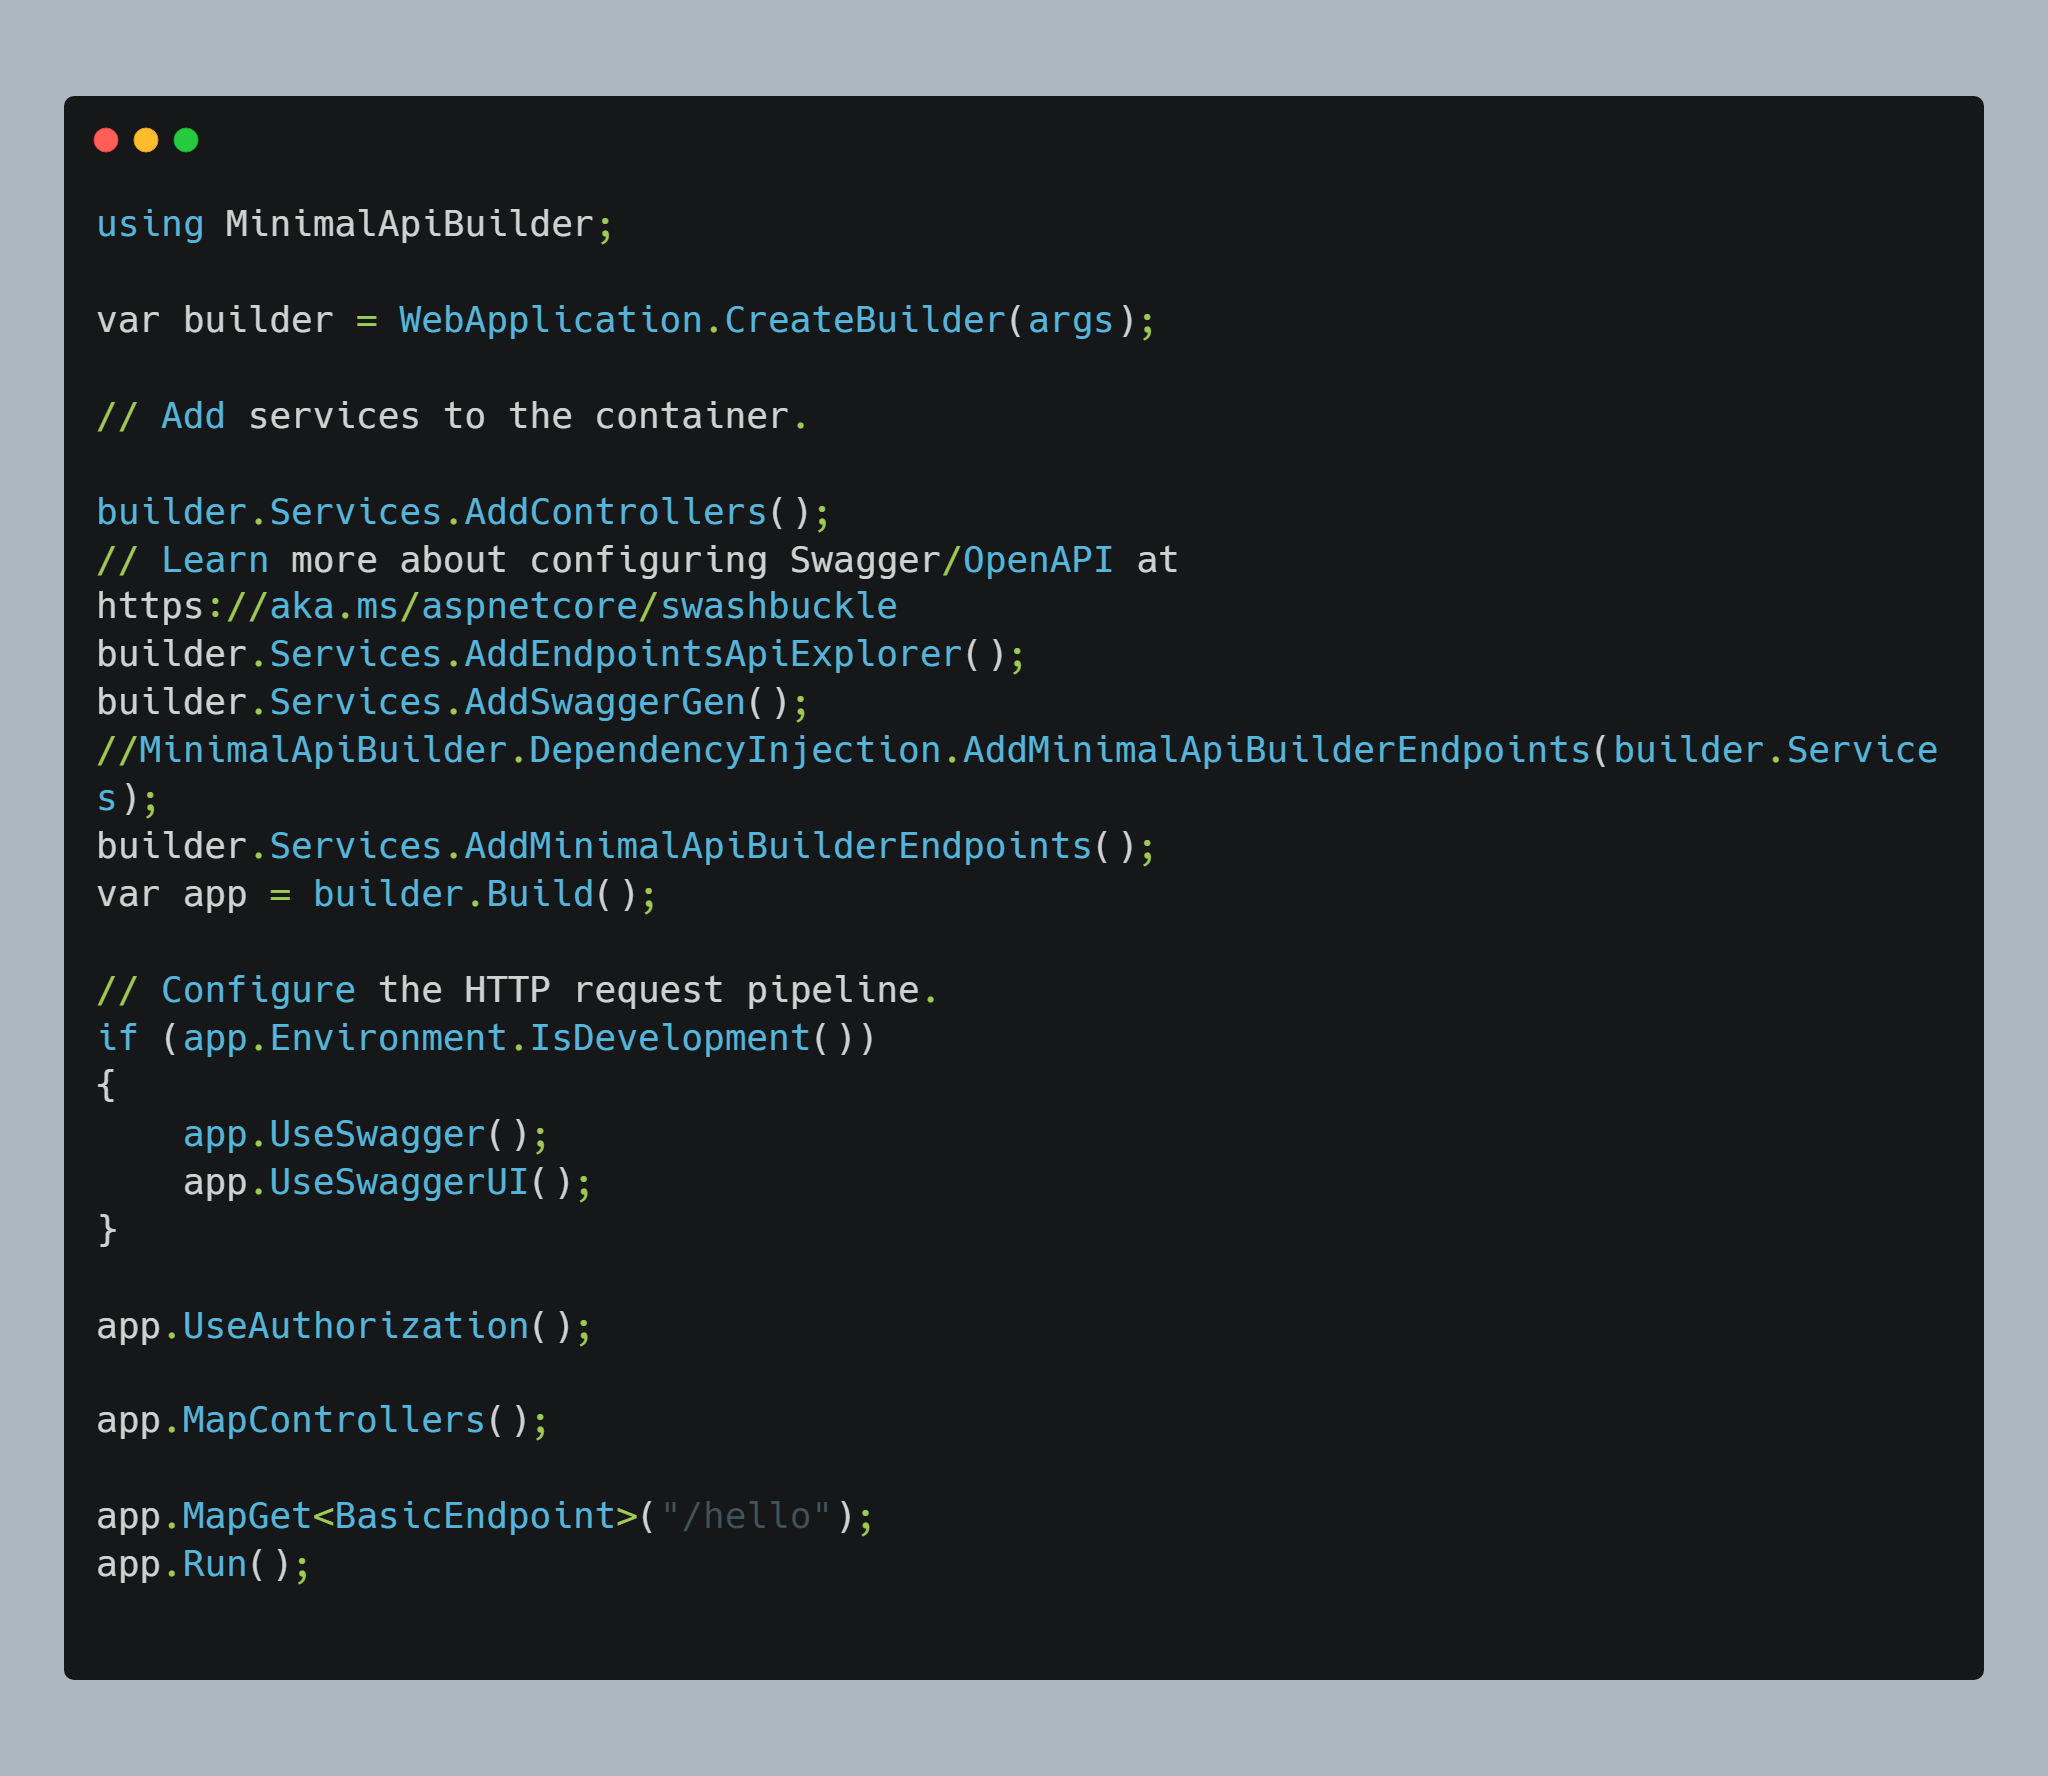 using MinimalApiBuilder;
var builder = WebApplication.CreateBuilder(args);
// Add services to the container.
builder.Services.AddControllers();
// Learn more about configuring Swagger/OpenAPI at
https://aka.ms/aspnetcore/swashbuckle
builder.Services.AddEndpointsApiExplorer();
builder.Services.AddSwaggerGen();
//MinimalApiBuilder.DependencyInjection.AddMinimalApiBuilderEndpoints(builder.Service
s);
builder.Services.AddMinimalApiBuilderEndpoints();
var app = builder.Build();
// Configure the HTTP request pipeline.
if (app.Environment.IsDevelopment())
{
    app.UseSwagger();
    app.UseSwaggerUI();
}
app.UseAuthorization();
app.MapControllers();
app.MapGet<BasicEndpoint>("/hello");
app.Run();